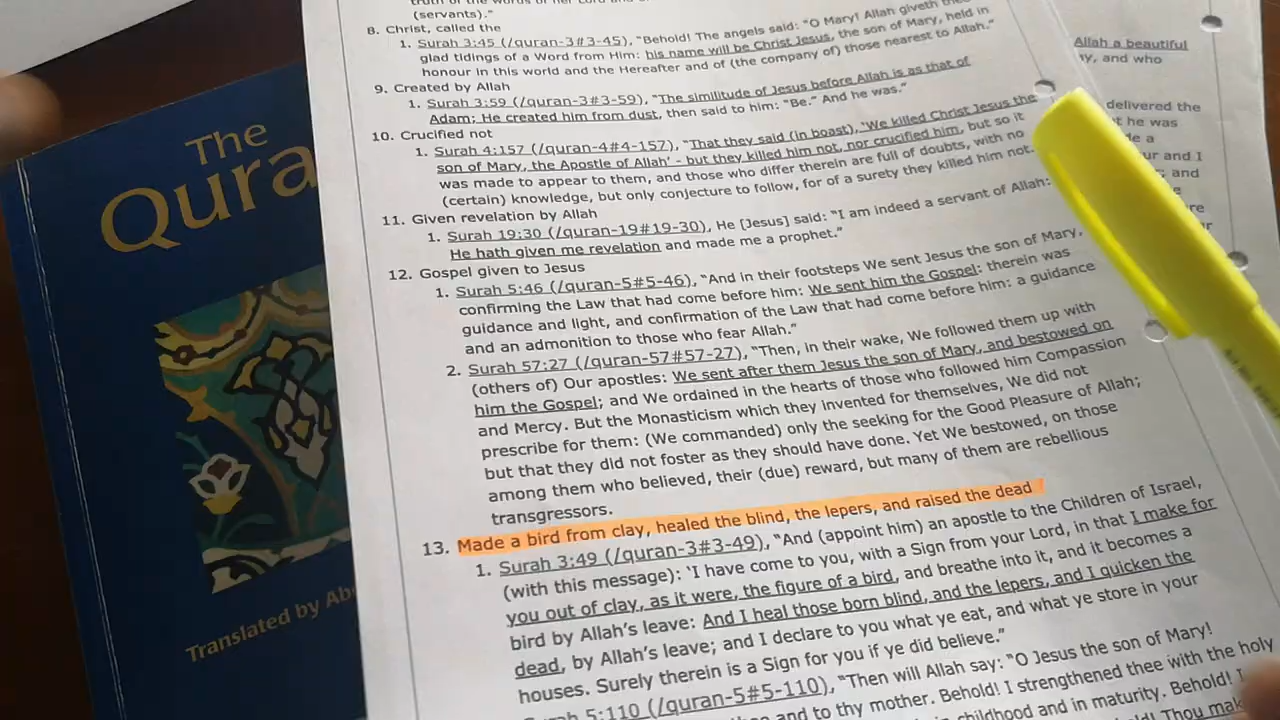 The
Qura
Translated by Ab
(servants)."
8. Christ, called the
1. Surah 3:45 (/quran-3#3-45), "Behold! The angels said: "O Mary! Allah giveth
glad tidings of a Word from Him: his name will be Christ Jesus, the son of Mary, held in
honour in this world and the Hereafter and of (the company of) those nearest to Allah."
9. Created by Allah
1. Surah 3:59 (/quran-3#3-59), "The similitude of Jesus before Allah is as that of
Adam; He created him from dust, then said to him: "Be." And he was."
10. Crucified not
1. Surah 4:157 (/quran-4#4-157), "That they said (in boast), "We killed Christ Jesus the
son of Mary, the Apostle of Allah' - but they killed him not, nor crucified him, but so it
was made to appear to them, and those who differ therein are full of doubts, with no
(certain) knowledge, but only conjecture to follow, for of a surety they killed him not.
11. Given revelation by Allah
1. Surah 19:30 (/quran-19#19-30), He [Jesus] said: "I am indeed a servant of Allah:
He hath given me revelation and made me a prophet."
12. Gospel given to Jesus
1. Surah 5:46 (/quran-5#5-46), "And in their footsteps We sent Jesus the son of Mary,
confirming the Law that had come before him: We sent him the Gospel: therein was
guidance and light, and confirmation of the Law that had come before him: a guidance
and an admonition to those who fear Allah."
2. Surah 57:27 (/quran-57#57-27), "Then, in their wake, We followed them up with
(others of) Our apostles: We sent after them Jesus the son of Mary, and bestowed on
him the Gospel; and We ordained in the hearts of those who followed him Compassion
and Mercy. But the Monasticism which they invented for themselves, We did not
prescribe for them: (We commanded) only the seeking for the Good Pleasure of Allah;
but that they did not foster as they should have done. Yet We bestowed, on those
among them who believed, their (due) reward, but many of them are rebellious
transgressors.
13. Made a bird from clay, healed the blind, the lepers, and raised the dead
1. Surah 3:49 (/quran-3#3-49), "And (appoint him) an apostle to the Children of Israel,
(with this message): 'I have come to you, with a Sign from your Lord, in that I make for
you out of clay, as it were, the figure of a bird, and breathe into it, and it becomes a
bird by Allah's leave: And I heal those born blind, and the lepers, and I quicken the
dead, by Allah's leave; and I declare to you what ye eat, and what ye store in your
houses. Surely therein is a Sign for you if ye did believe."
Surah 5:110 (/quran-5#5-110), "Then will Allah say: "O Jesus the son of Mary!
and to thy mother. Behold! I strengthened thee with the holy
childhood and in maturity. Behold! I
Thou mak
Allah a beautiful
and who
delivered the
he was
de a
ur and I
and